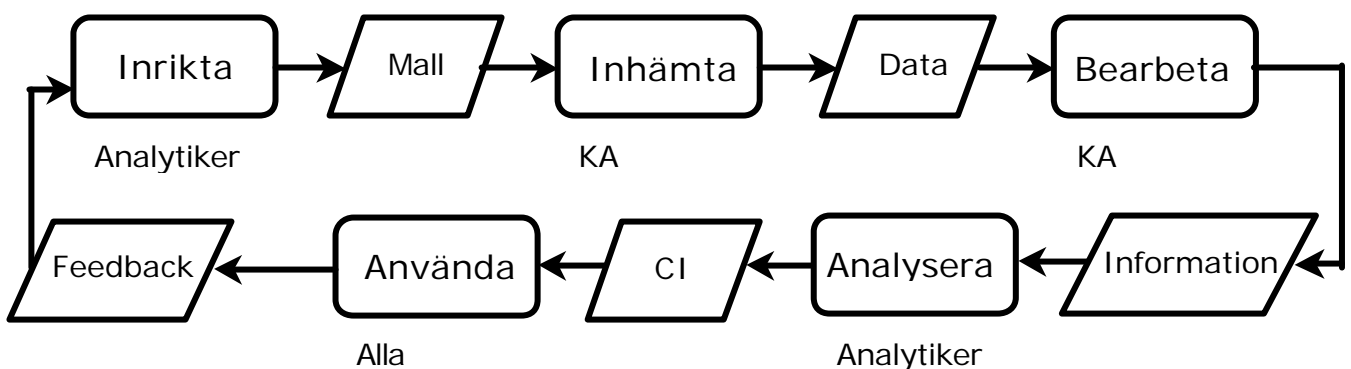 Inrikta
Mall
Inhämta
Data
Bearbeta
Analytiker
KA
KA
Feedback
Använda
CI
Analysera
Information
Alla
Analytiker